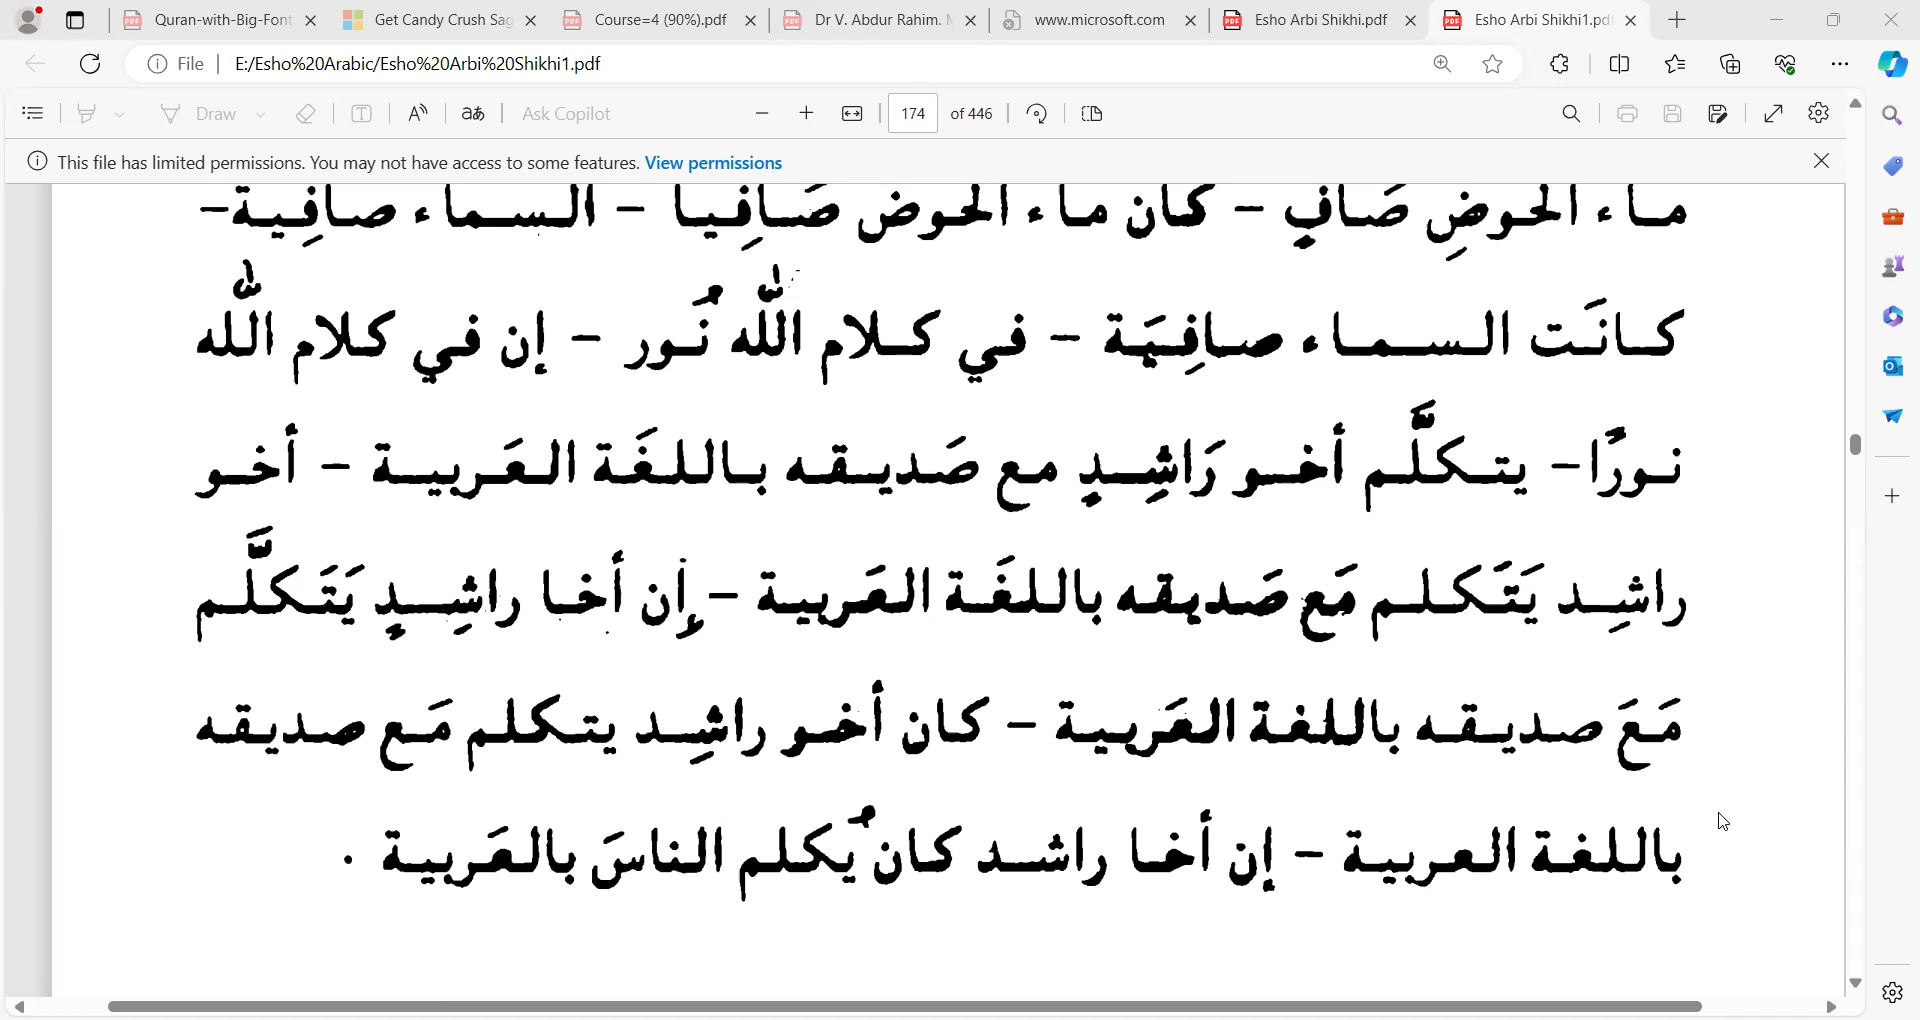 Quran-with-Big-Font
Get Candy Crush Sag
Course=4 (90%).pdf
Dr V. Abdur Rahim. M
www.microsoft.com
Esho Arbi Shikhi.pdf
Esho Arbi Shikhi1.pdf
File E:/Esho%20Arabic/Esho%20Arbi%20Shikhi1.pdf
Draw Ask Copilot 174 of 446
This file has limited permissions. You may not have access to some features. View permissions
ماء الحوضِ صَافٍ – كان ماء الحوض صَافِيا – السماء صافِية –
كانَت السماء صافِيَة – في كلام اللّٰه نُور – إن في كلام اللّٰه
نورًا – يتكلَّم أخو رَاشِدٍ مع صَديقه باللغَة العَربية – أخو
راشِد يَتَكلم مَع صَديقه باللغَة العَربية – إِن أخا راشِدٍ يَتَكلَّم
مَعَ صديقه باللغة العَربية – كان أخو راشِد يتكلم مَع صديقه
باللغة العربية – إن أخا راشد كان يُكلم الناسَ بالعَربية .